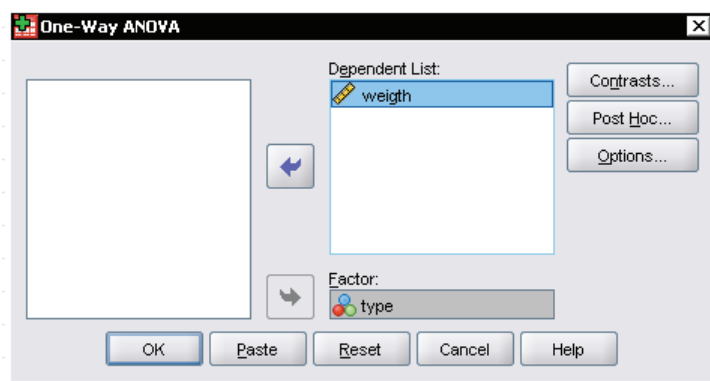 One-Way ANOVA
Dependent List:
weigth
Contrasts...
Post Hoc...
Options...
Factor:
type
OK Paste Reset Cancel Help